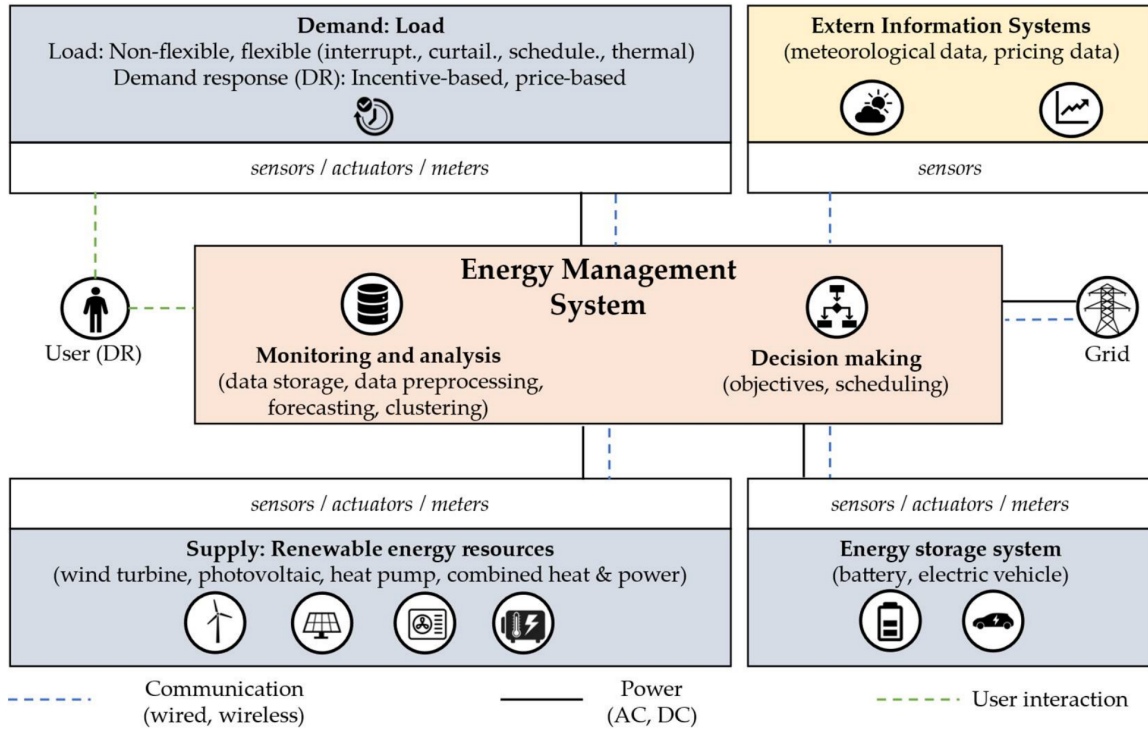 Demand: Load
Load: Non-flexible, flexible (interrupt., curtail., schedule., thermal)
Demand response (DR): Incentive-based, price-based
sensors / actuators / meters
Extern Information Systems
(meteorological data, pricing data)
sensors
Energy Management
System
Monitoring and analysis
(data storage, data preprocessing,
forecasting, clustering)
Decision making
(objectives, scheduling)
User (DR)
Grid
sensors / actuators / meters
Supply: Renewable energy resources
(wind turbine, photovoltaic, heat pump, combined heat & power)
sensors / actuators / meters
Energy storage system
(battery, electric vehicle)
Communication
(wired, wireless)
Power
(AC, DC)
User interaction